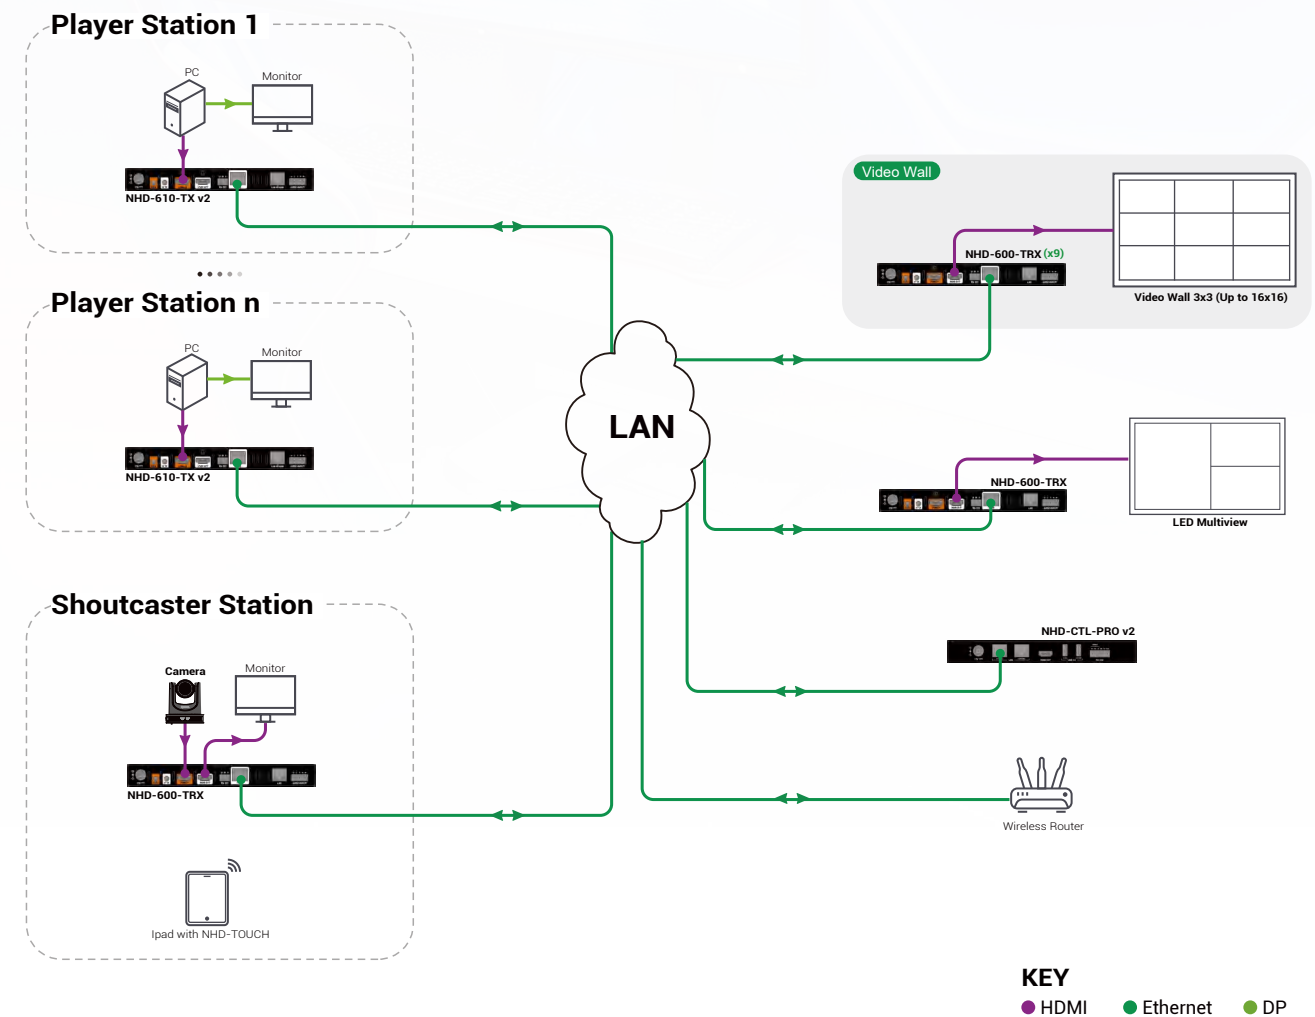 Player Station 1
PC
Monitor
NHD-610-TX v2
Player Station n
PC
Monitor
NHD-610-TX v2
Shoutcaster Station
Camera
Monitor
NHD-600-TRX
Ipad with NHD-TOUCH
LAN
Video Wall
NHD-600-TRX (x9)
Video Wall 3x3 (Up to 16x16)
NHD-600-TRX
LED Multiview
NHD-CTL-PRO v2
Wireless Router
KEY
HDMI
Ethernet
DP